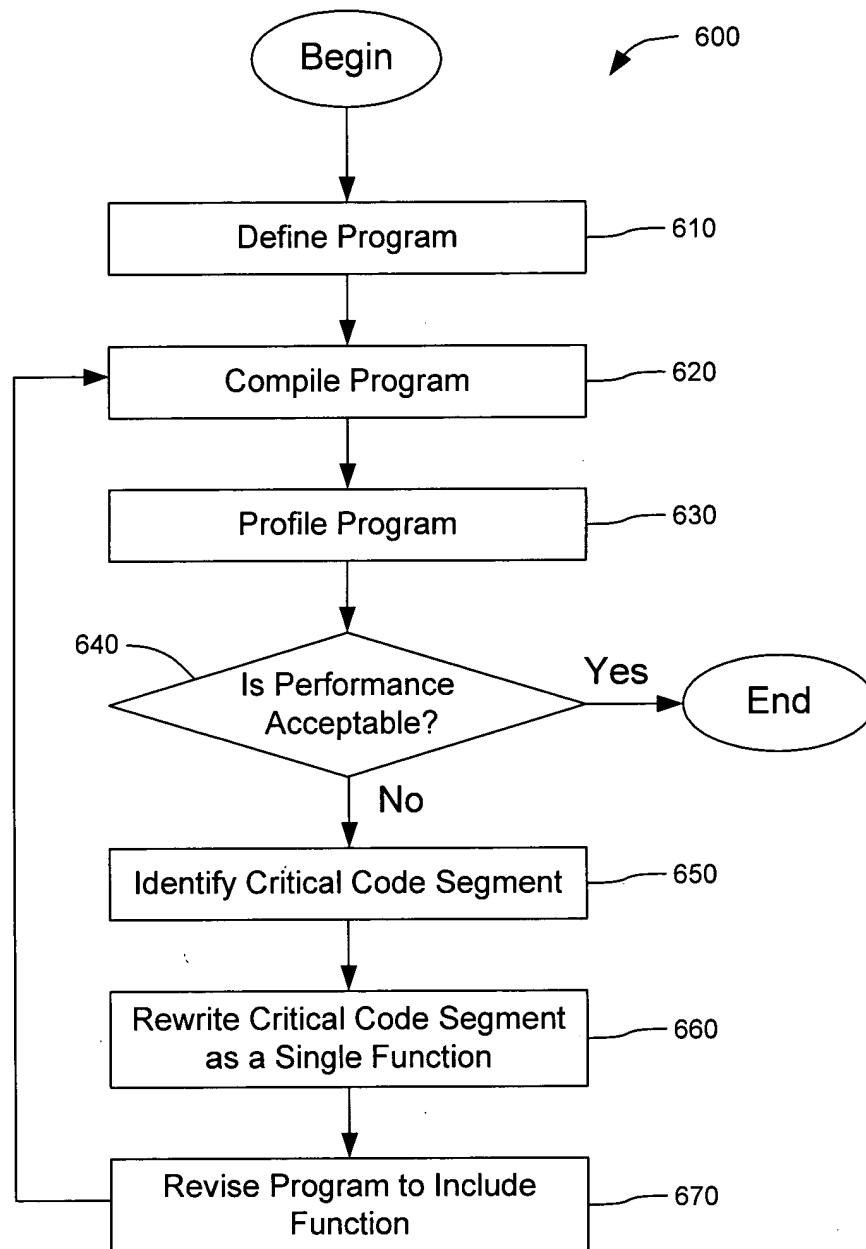 Begin
600
Define Program
610
Compile Program
620
Profile Program
630
640
Is Performance
Acceptable?
Yes
End
No
Identify Critical Code Segment
650
Rewrite Critical Code Segment
as a Single Function
660
Revise Program to Include
Function
670